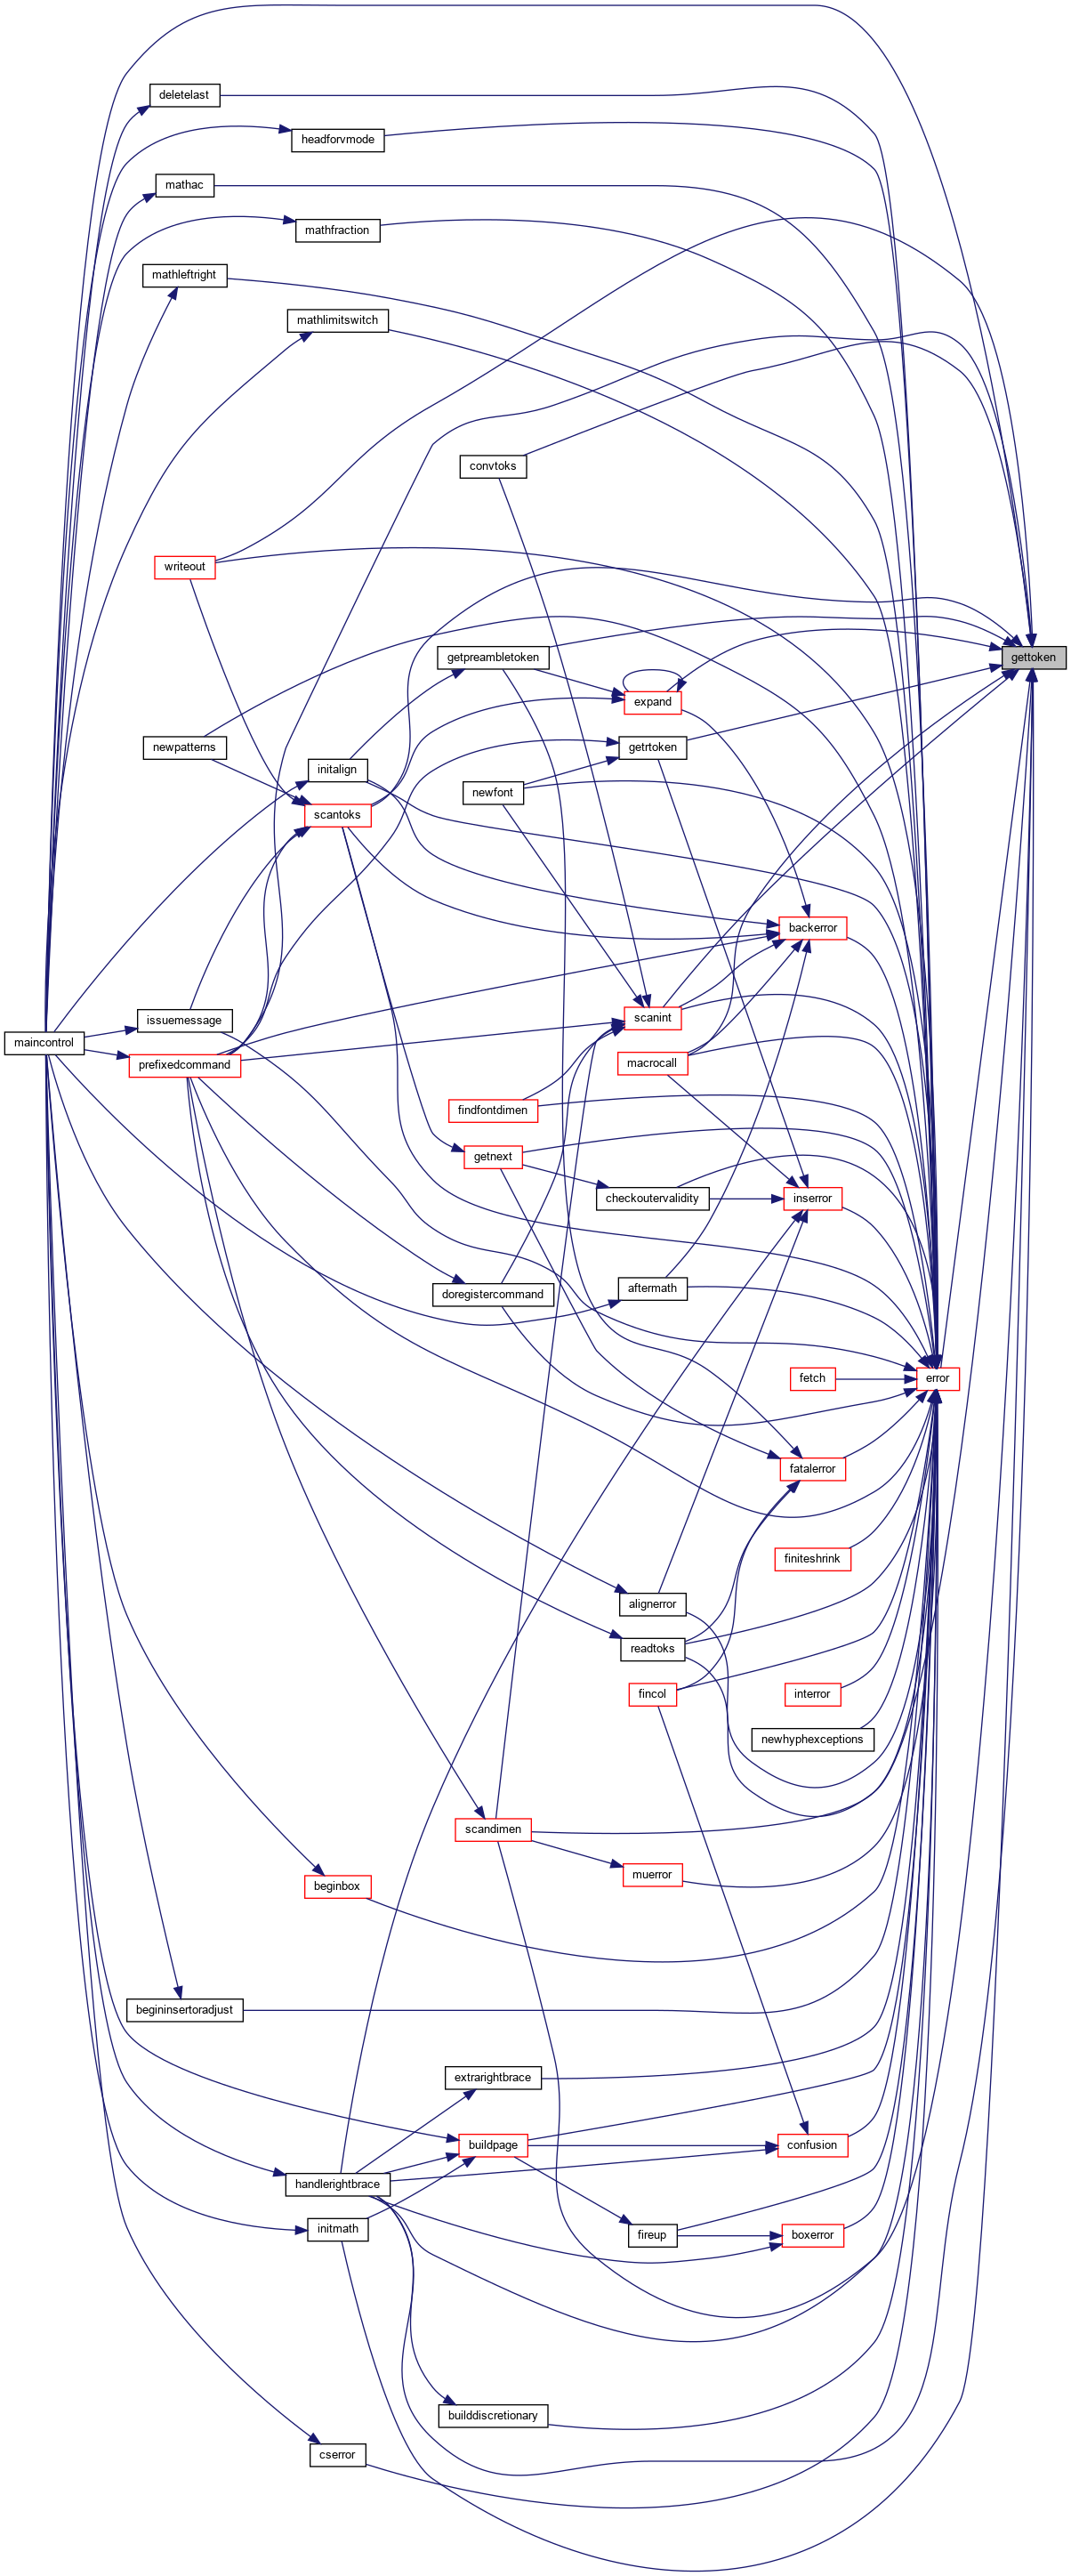 deletelast
headforvmode
mathac
mathfraction
mathleftright
mathlimitswitch
convtoks
writeout
getpreambletoken
gettoken
expand
newpatterns
getrtoken
initalign
newfont
scantoks
backerror
issuemessage
scanint
maincontrol
prefixedcommand
macrocall
findfontdimen
getnext
checkoutervalidity
inserror
aftermath
doregistercommand
fetch
error
fatalerror
finiteshrink
alignerror
readtoks
fincol
interror
newhyphexceptions
scandimen
muerror
beginbox
begininsertoradjust
extrarightbrace
buildpage
confusion
handlerightbrace
initmath
fireup
boxerror
builddiscretionary
cserror